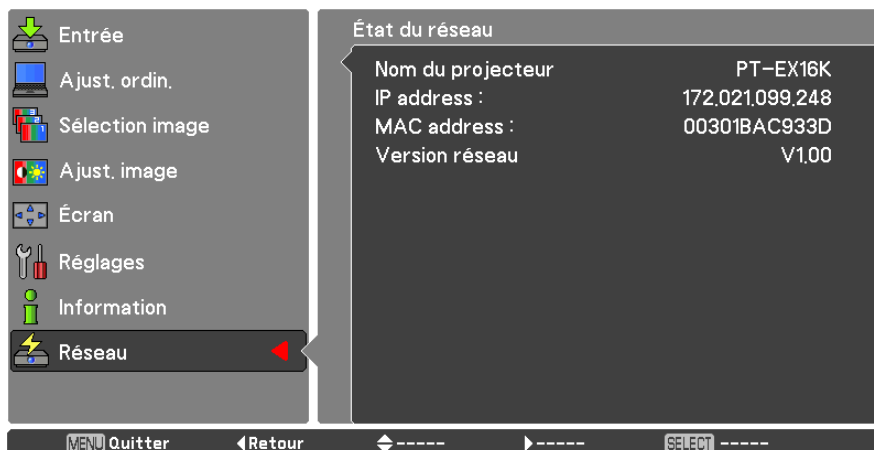 Entrée
Ajust. ordin.
Sélection image
Ajust. image
Écran
Réglages
Information
Réseau
État du réseau
Nom du projecteur PT-EX16K
IP address : 172.021.099.248
MAC address : 00301BAC933D
Version réseau V1.00
MENU Quitter ◀Retour ◆----- ▶----- SELECT -----